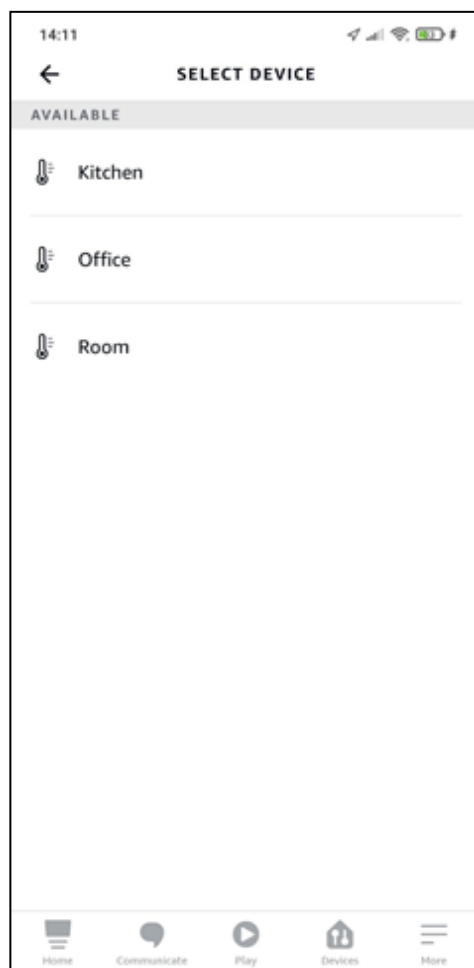 14:11
SELECT DEVICE
AVAILABLE
Kitchen
Office
Room
Home Communicate Play Devices More